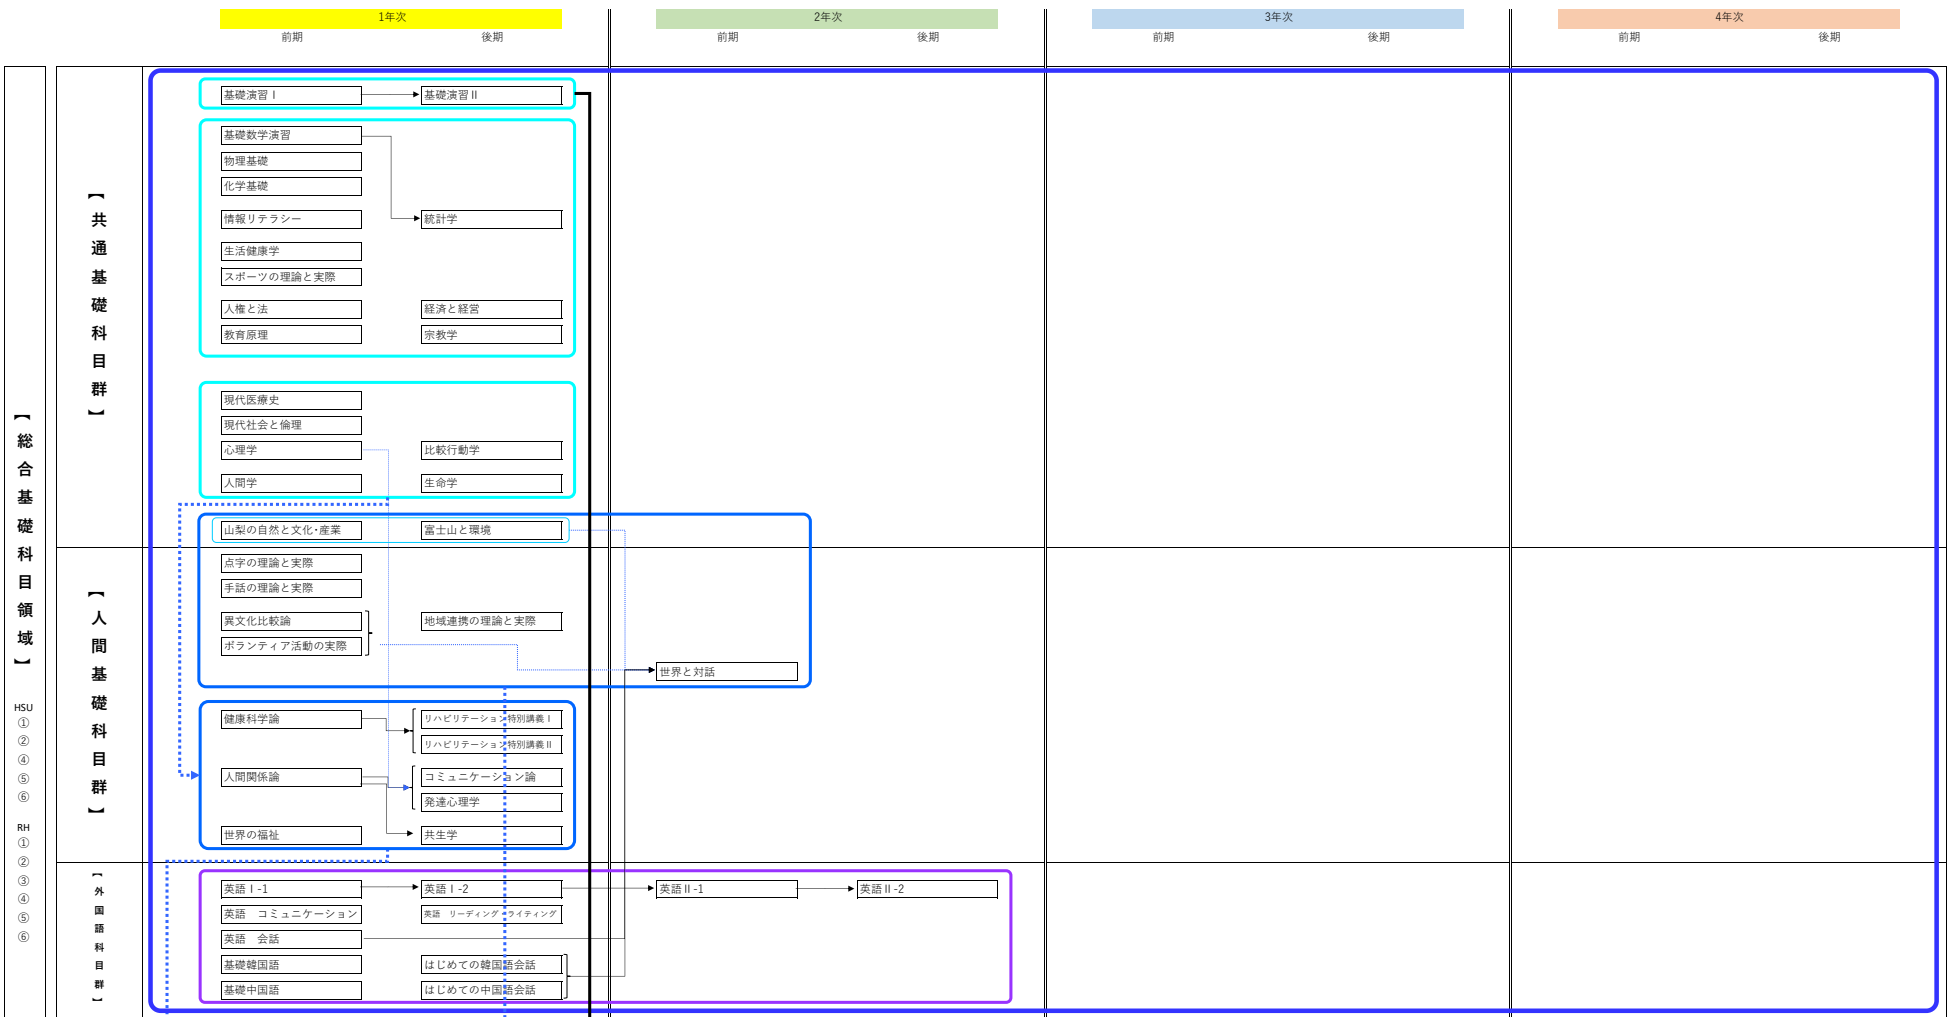 1年次
2年次
3年次
4年次
前期
後期
前期
後期
前期
後期
前期
後期
【総合基礎科目領域】
HSU
①
②
④
⑤
⑥
RH
①
②
③
④
⑤
⑥
【共通基礎科目群】
基礎演習Ⅰ
基礎演習Ⅱ
基礎数学演習
物理基礎
化学基礎
情報リテラシー
統計学
生活健康学
スポーツの理論と実際
人権と法
経済と経営
教育原理
宗教学
現代医療史
現代社会と倫理
心理学
比較行動学
人間学
生命学
山梨の自然と文化・産業
富士山と環境
【人間基礎科目群】
点字の理論と実際
手話の理論と実際
異文化比較論
地域連携の理論と実際
ボランティア活動の実際
世界と対話
健康科学論
リハビリテーション特別講義Ⅰ
リハビリテーション特別講義Ⅱ
人間関係論
コミュニケーション論
発達心理学
世界の福祉
共生学
【外国語科目群】
英語Ⅰ-1
英語Ⅰ-2
英語Ⅱ-1
英語Ⅱ-2
英語　コミュニケーション
英語　リーディング・ライティング
英語　会話
基礎韓国語
はじめての韓国語会話
基礎中国語
はじめての中国語会話